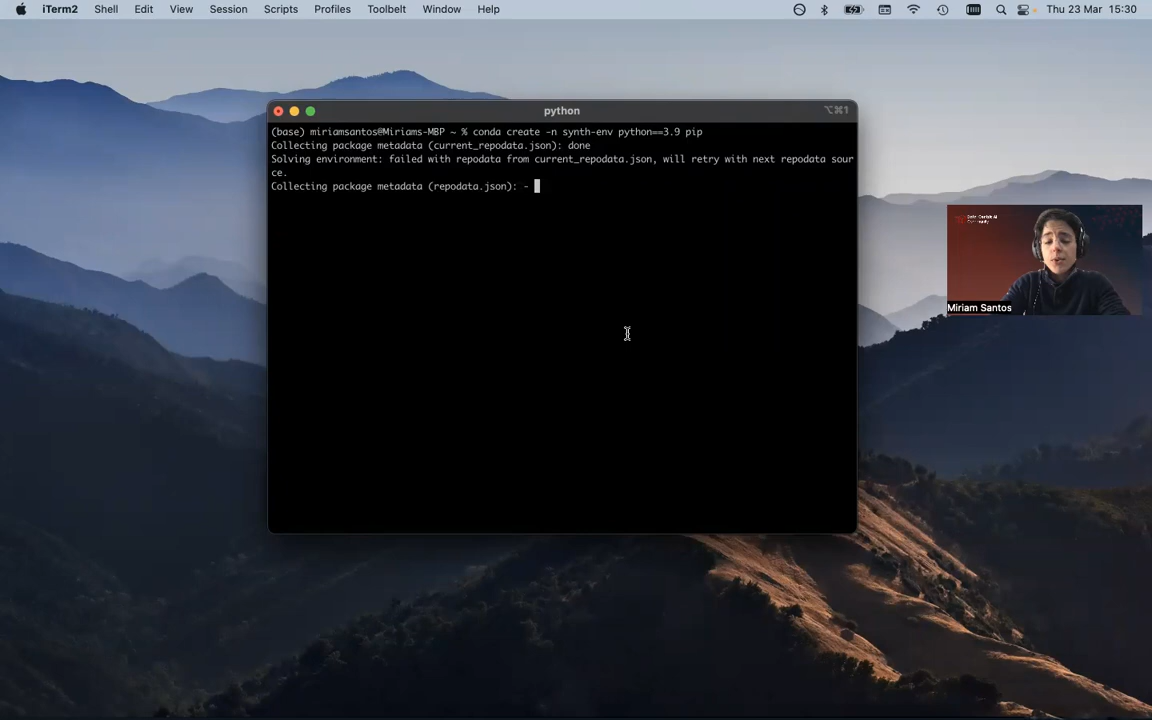 iTerm2 Shell Edit View Session Scripts Profiles Toolbelt Window Help Thu 23 Mar 15:30
python
⌥⌘1
(base) miriamsantos@Miriams-MBP ~ % conda create -n synth-env python==3.9 pip
Collecting package metadata (current_repodata.json): done
Solving environment: failed with repodata from current_repodata.json, will retry with next repodata sour
ce.
Collecting package metadata (repodata.json): -
Community
Miriam Santos